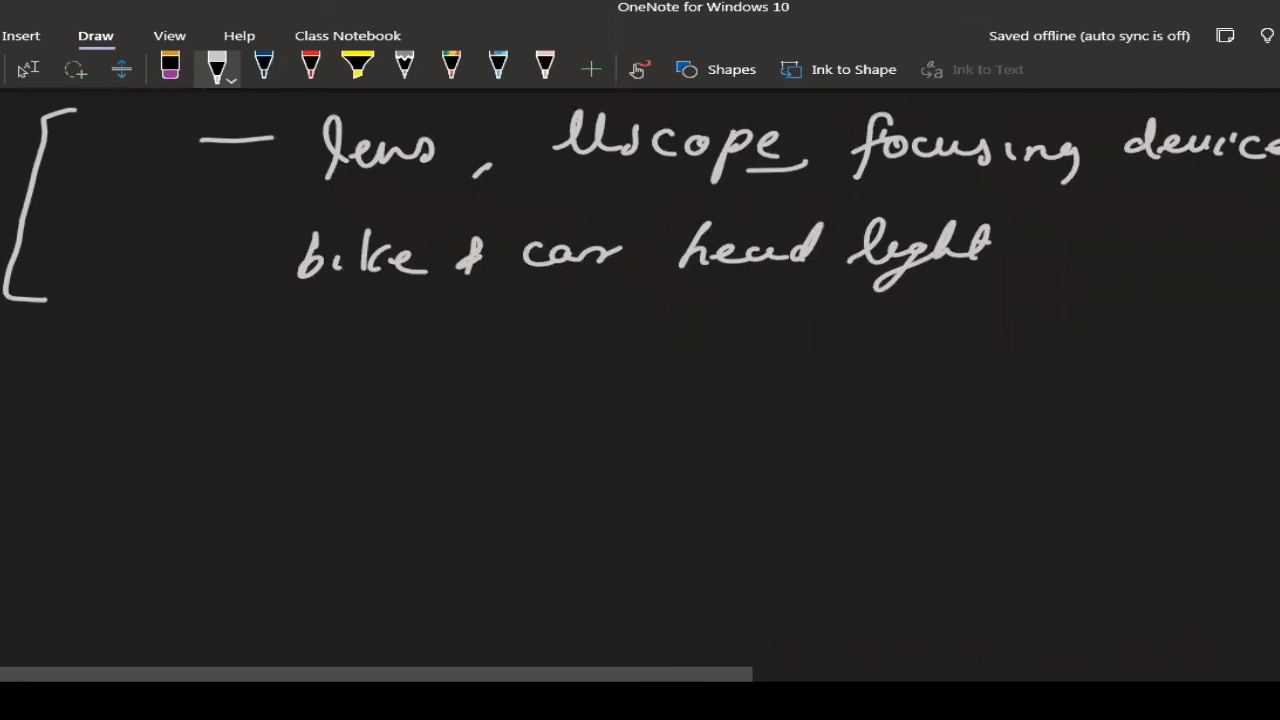 OneNote for Windows 10
Insert Draw View Help Class Notebook Saved offline (auto sync is off)
Shapes Ink to Shape Ink to Text
— lens, focusing device
bike & car head light